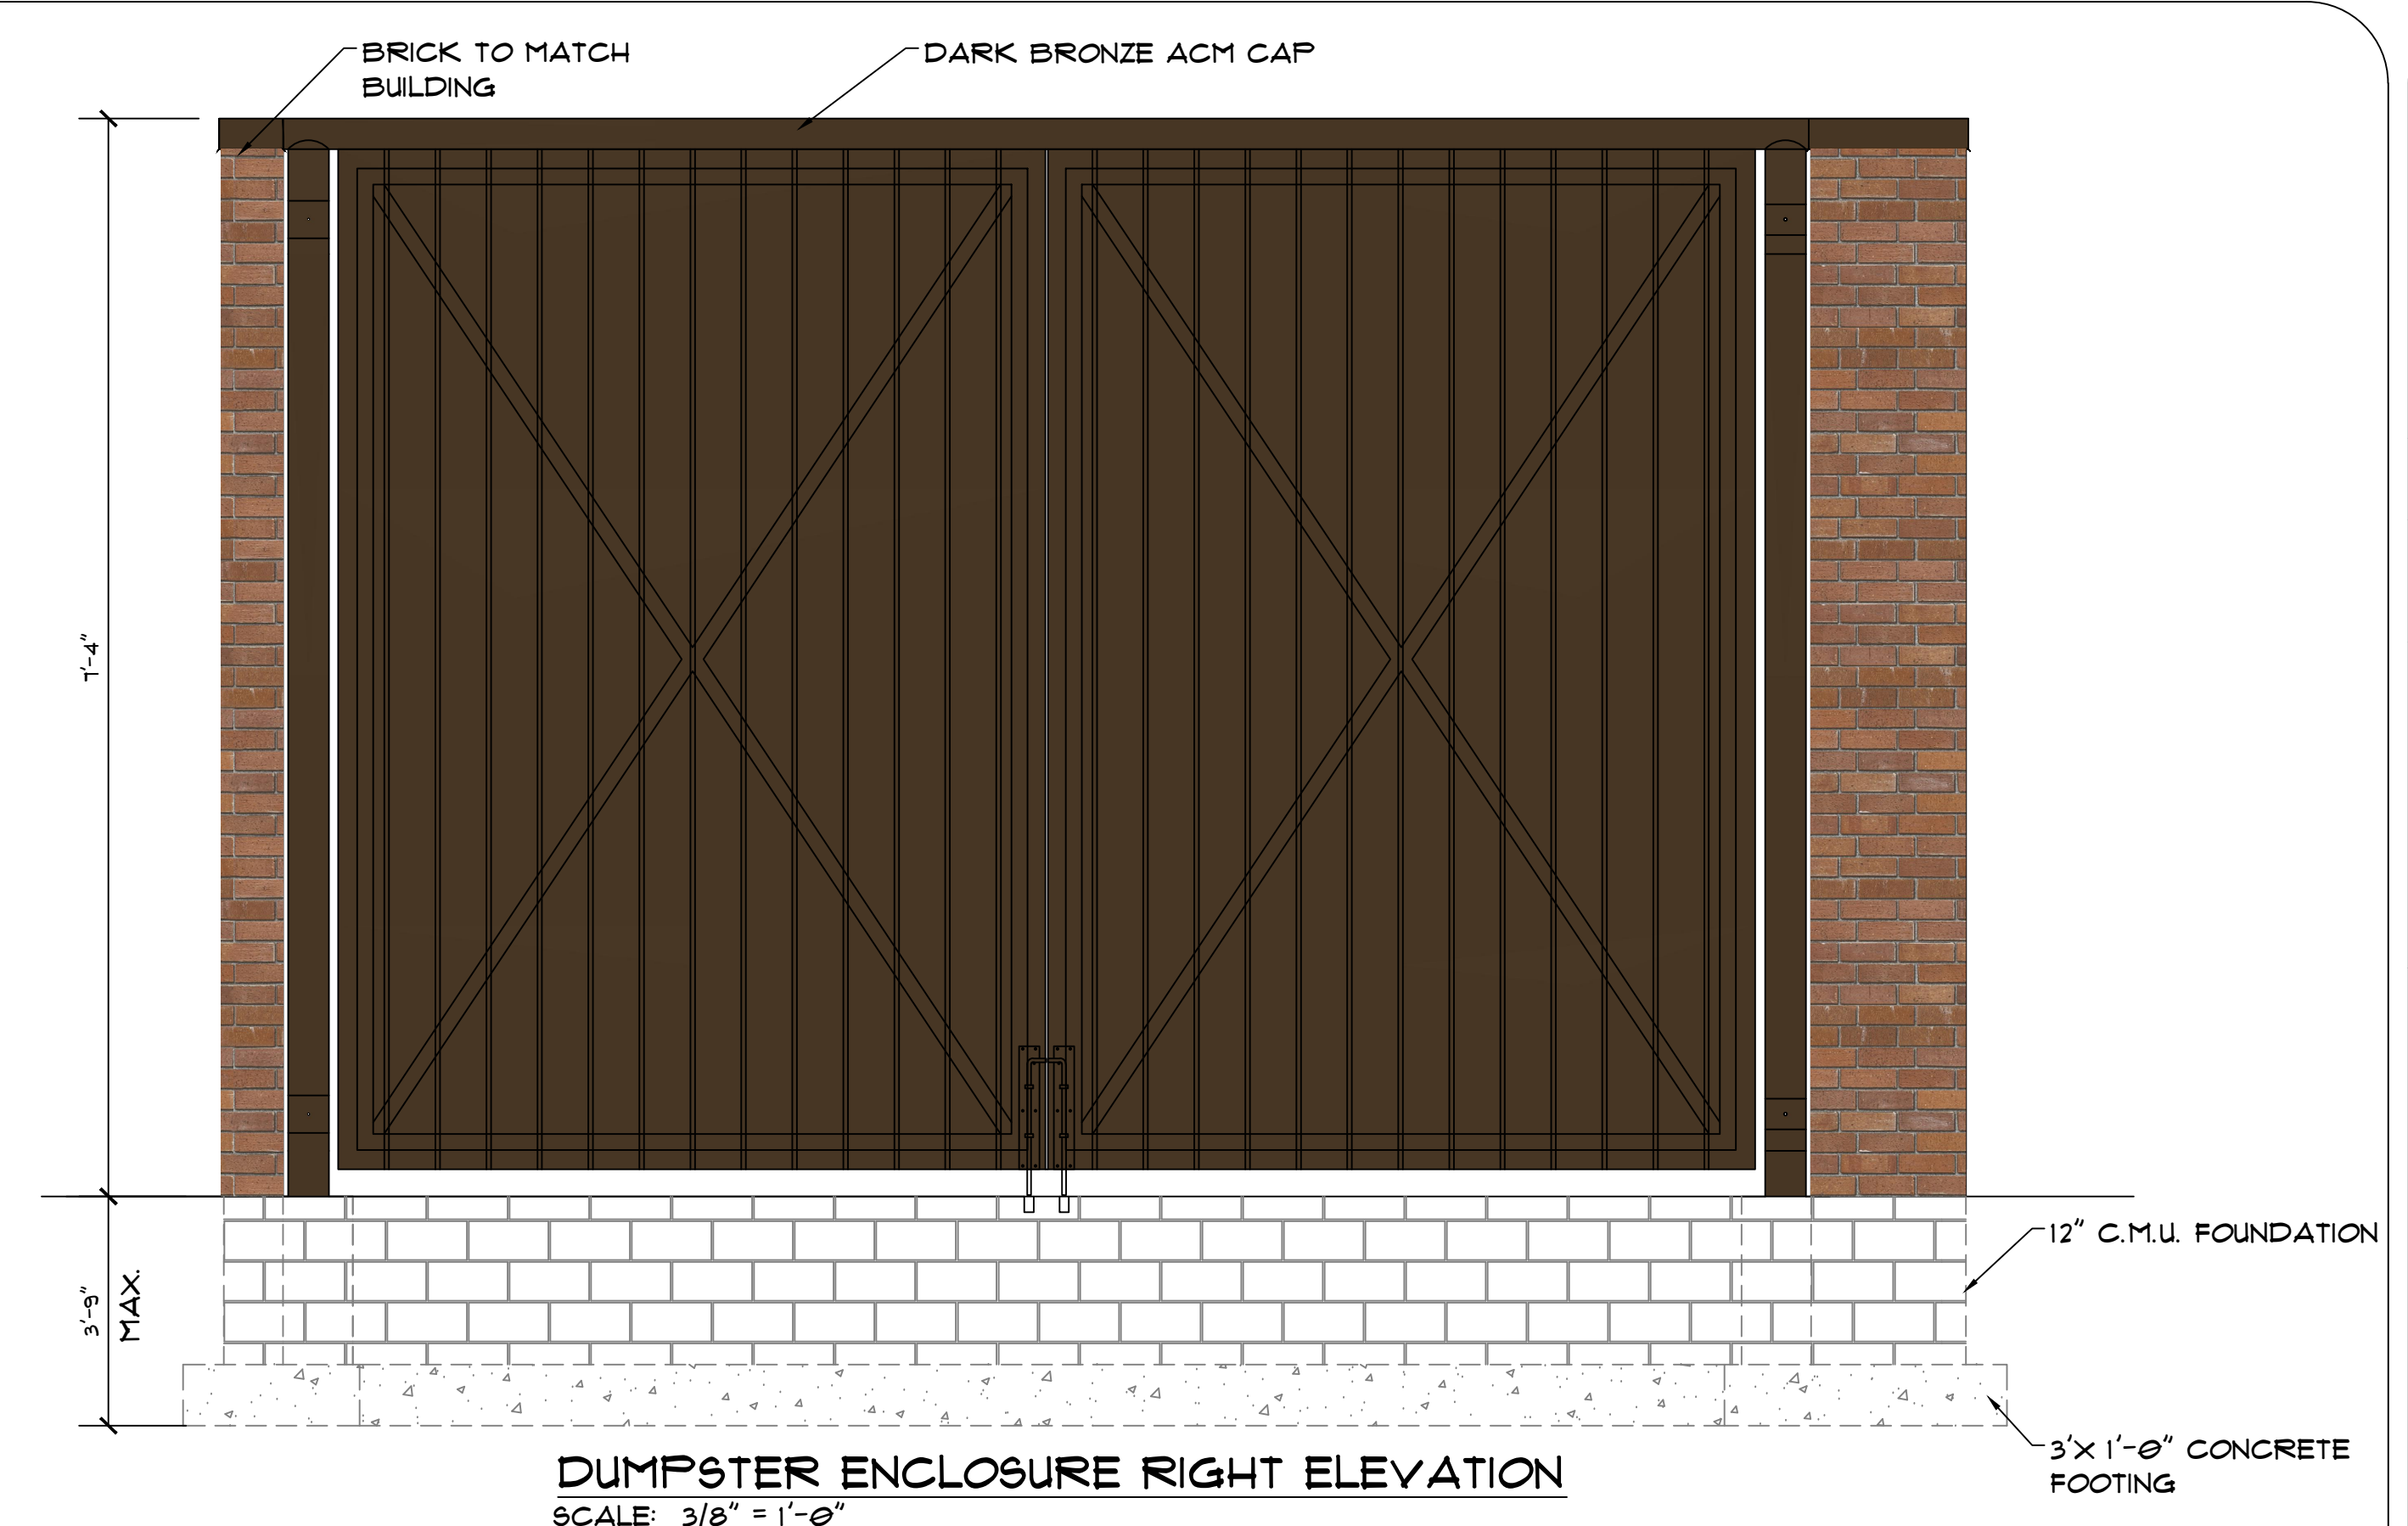 BRICK TO MATCH
BUILDING
DARK BRONZE ACM CAP
7'-4"
12" C.M.U. FOUNDATION
3'-9"
MAX.
3'X 1'-0" CONCRETE
FOOTING
DUMPSTER ENCLOSURE RIGHT ELEVATION
SCALE: 3/8" = 1'-0"